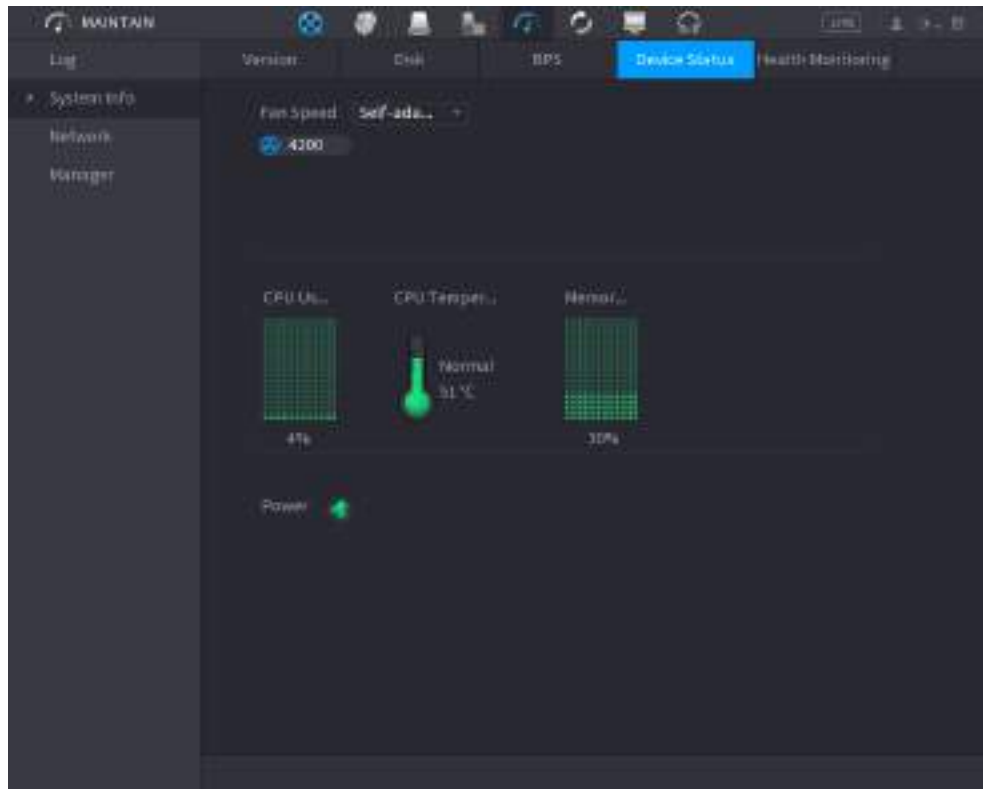 MAINTAIN
LIVE
Log
Version
Disk
BPS
Device Status
Health Monitoring
System Info
Network
Manager
Fan Speed
Self-ada...
4200
CPU Us...
CPU Temper...
Memor...
Normal
51 °C
4%
30%
Power